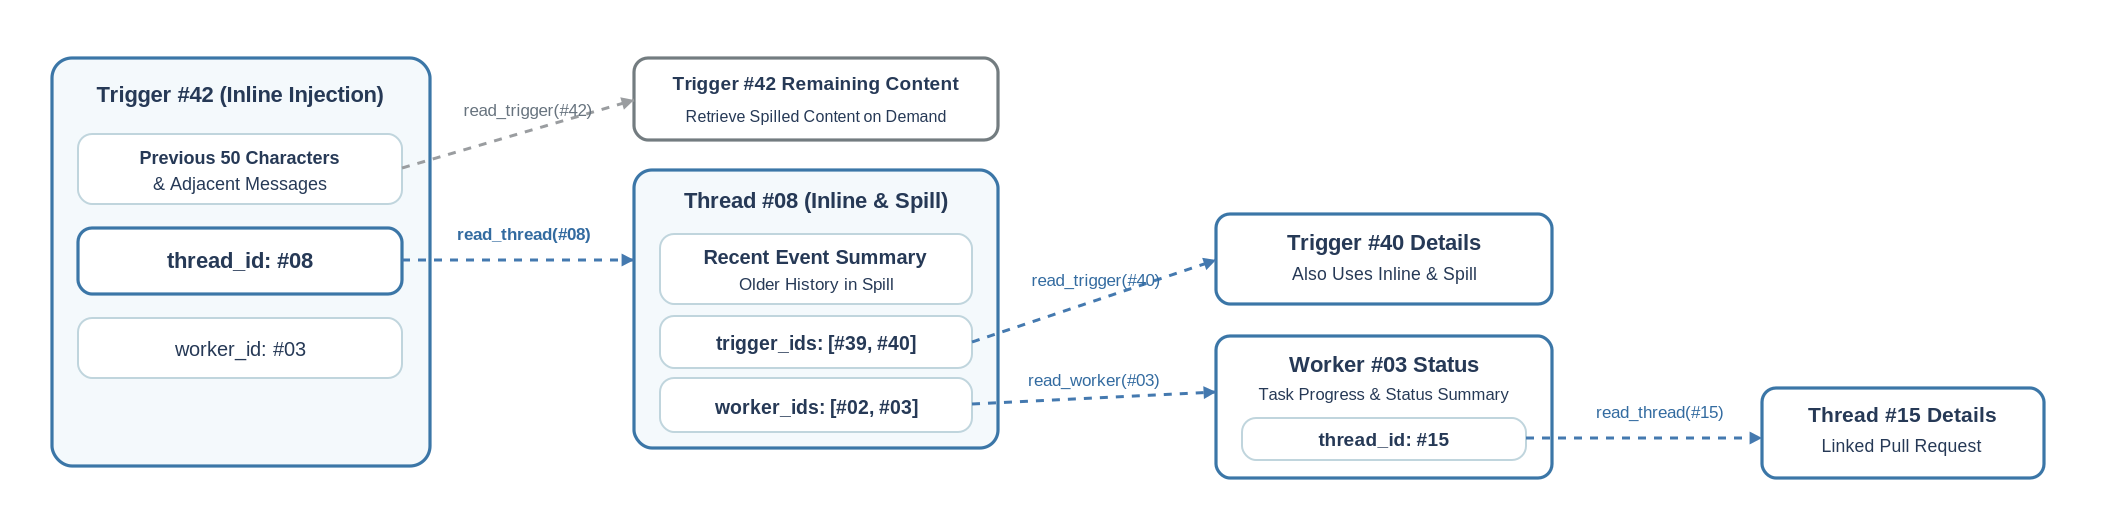 Trigger #42 (Inline Injection)
Previous 50 Characters
& Adjacent Messages
thread_id: #08
worker_id: #03
read_trigger(#42)
read_thread(#08)
Trigger #42 Remaining Content
Retrieve Spilled Content on Demand
Thread #08 (Inline & Spill)
Recent Event Summary
Older History in Spill
trigger_ids: [#39, #40]
worker_ids: [#02, #03]
read_trigger(#40)
read_worker(#03)
Trigger #40 Details
Also Uses Inline & Spill
Worker #03 Status
Task Progress & Status Summary
thread_id: #15
read_thread(#15)
Thread #15 Details
Linked Pull Request